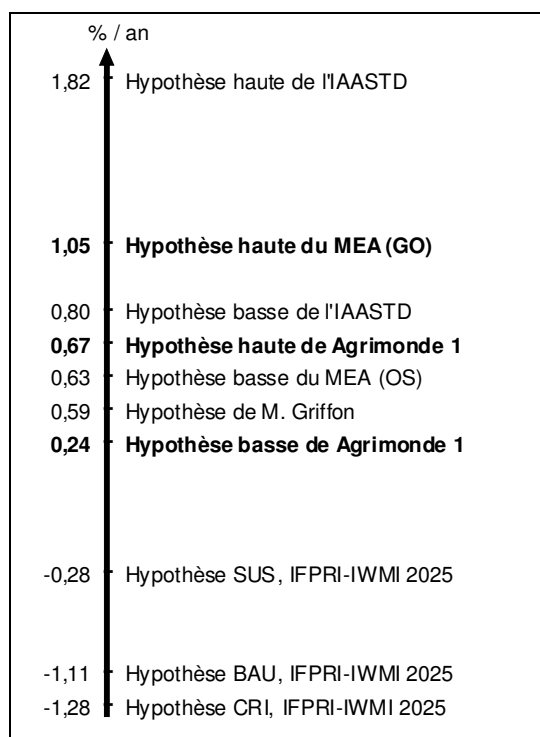 % / an
1,82 Hypothèse haute de l'IAASTD
1,05 Hypothèse haute du MEA (GO)
0,80 Hypothèse basse de l'IAASTD
0,67 Hypothèse haute de Agrimonde 1
0,63 Hypothèse basse du MEA (OS)
0,59 Hypothèse de M. Griffon
0,24 Hypothèse basse de Agrimonde 1
-0,28 Hypothèse SUS, IFPRI-IWMI 2025
-1,11 Hypothèse BAU, IFPRI-IWMI 2025
-1,28 Hypothèse CRI, IFPRI-IWMI 2025